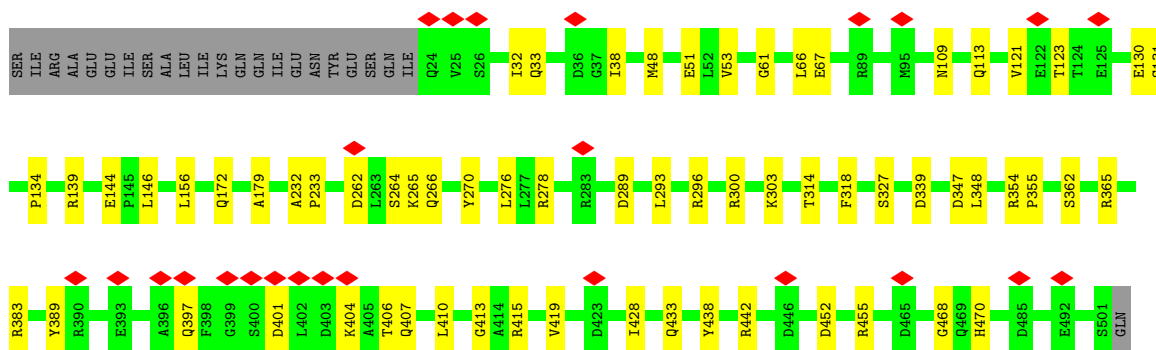 SER ILE ARG ALA GLU GLU ILE SER ALA LEU ILE LYS GLN GLN ILE GLU ASN TYR GLU SER GLN ILE Q24 V25 S26 I32 Q33 D36 G37 I38 M48 E51 L52 V53 G61 L66 E67 R89 M95 N109 Q113 V121 E122 T123 T124 E125 E130
P134 R139 E144 P145 L146 L156 Q172 A179 A232 P233 D262 L263 S264 K265 Q266 Y270 L276 L277 R278 R283 D289 L293 R296 R300 K303 T314 F318 S327 D339 D347 L348 R354 P355 S362 R365
R383 Y389 R390 E393 A396 Q397 F398 G399 S400 D401 L402 D403 K404 A405 T406 Q407 L410 G413 A414 R415 V419 D423 I428 Q433 Y438 R442 D446 D452 R455 D465 G468 Q469 H470 D485 E492 S501 GLN